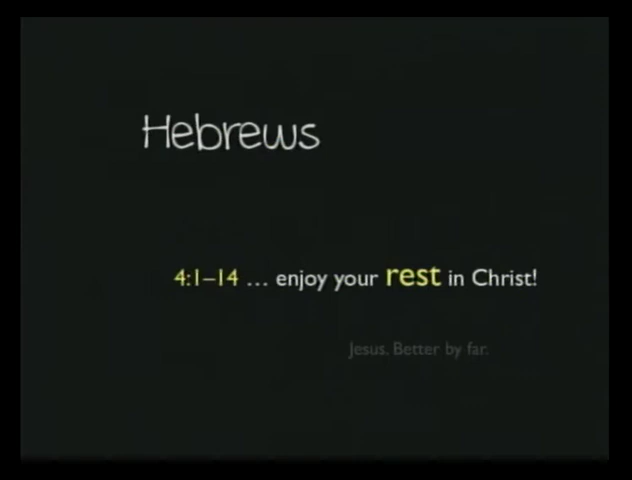 Hebrews
4:1–14 … enjoy your rest in Christ!
Jesus. Better by far.